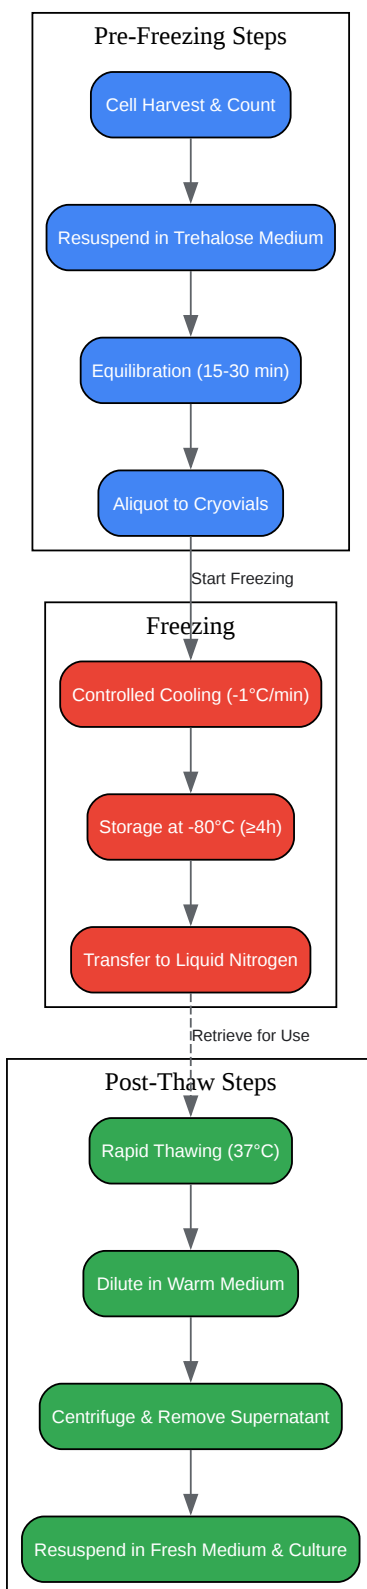 Pre-Freezing Steps
Cell Harvest & Count
Resuspend in Trehalose Medium
Equilibration (15-30 min)
Aliquot to Cryovials
Start Freezing
Freezing
Controlled Cooling (-1°C/min)
Storage at -80°C (≥4h)
Transfer to Liquid Nitrogen
Retrieve for Use
Post-Thaw Steps
Rapid Thawing (37°C)
Dilute in Warm Medium
Centrifuge & Remove Supernatant
Resuspend in Fresh Medium & Culture